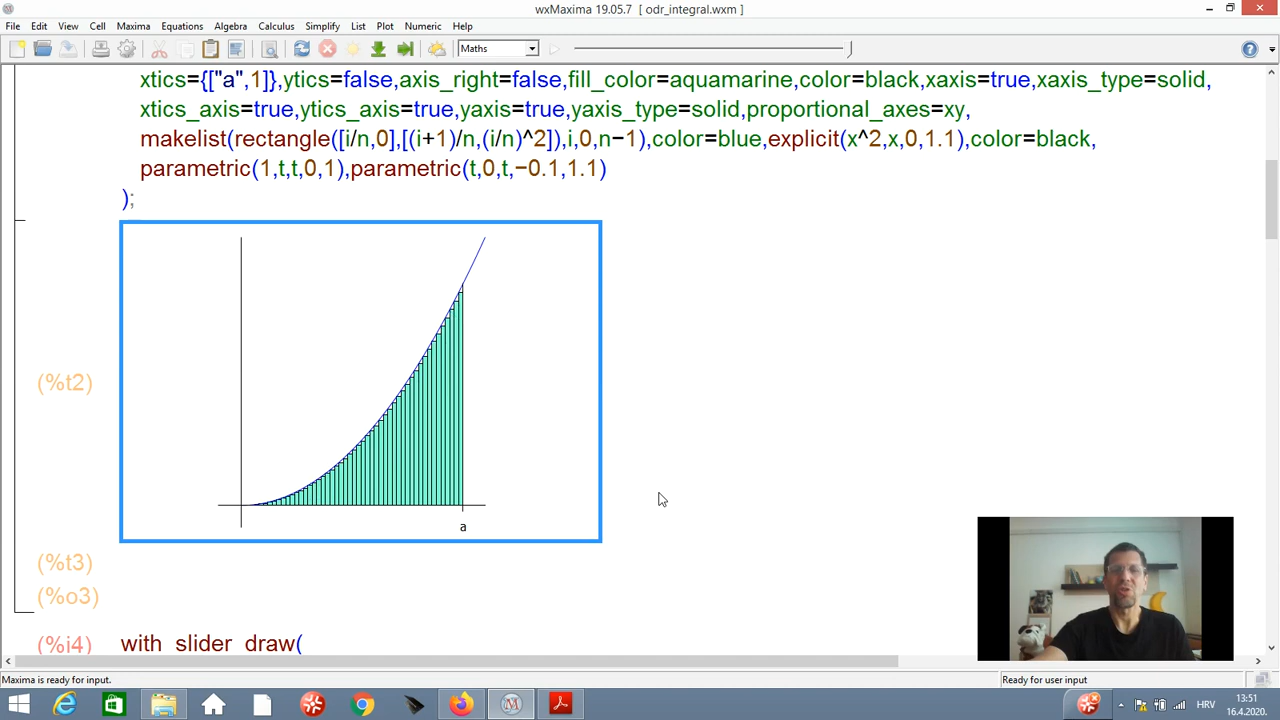 wxMaxima 19.05.7 [ odr_integral.wxm ]
File Edit View Cell Maxima Equations Algebra Calculus Simplify List Plot Numeric Help
Maths
xtics={["a",1]},ytics=false,axis_right=false,fill_color=aquamarine,color=black,xaxis=true,xaxis_type=solid,
xtics_axis=true,ytics_axis=true,yaxis=true,yaxis_type=solid,proportional_axes=xy,
makelist(rectangle([i/n,0],[(i+1)/n,(i/n)^2]),i,0,n−1),color=blue,explicit(x^2,x,0,1.1),color=black,
parametric(1,t,t,0,1),parametric(t,0,t,−0.1,1.1)
);
(%t2)
a
(%t3)
(%o3)
(%i4) with_slider_draw(
Maxima is ready for input. Ready for user input
HRV
13:51
16.4.2020.